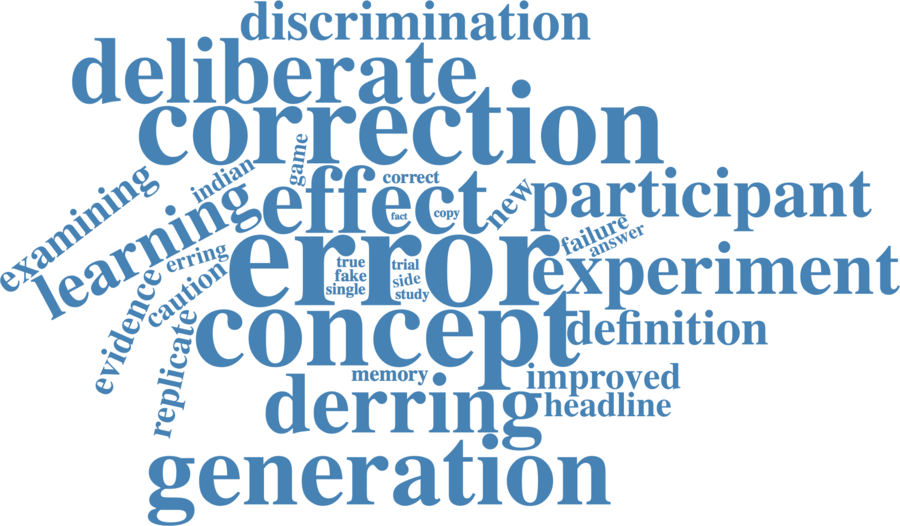 discrimination
deliberate
correction
game
indian
examining
correct
effect
fact
copy
new
participant
learning
failure
answer
erring
error
true
fake
single
trial
side
study
experiment
caution
evidence
concept
definition
replicate
memory
improved
derring
headline
generation